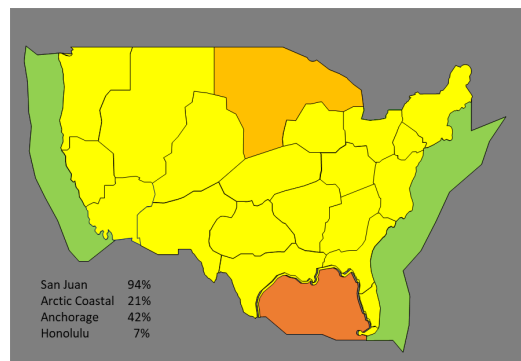 San Juan 94%
Arctic Coastal 21%
Anchorage 42%
Honolulu 7%